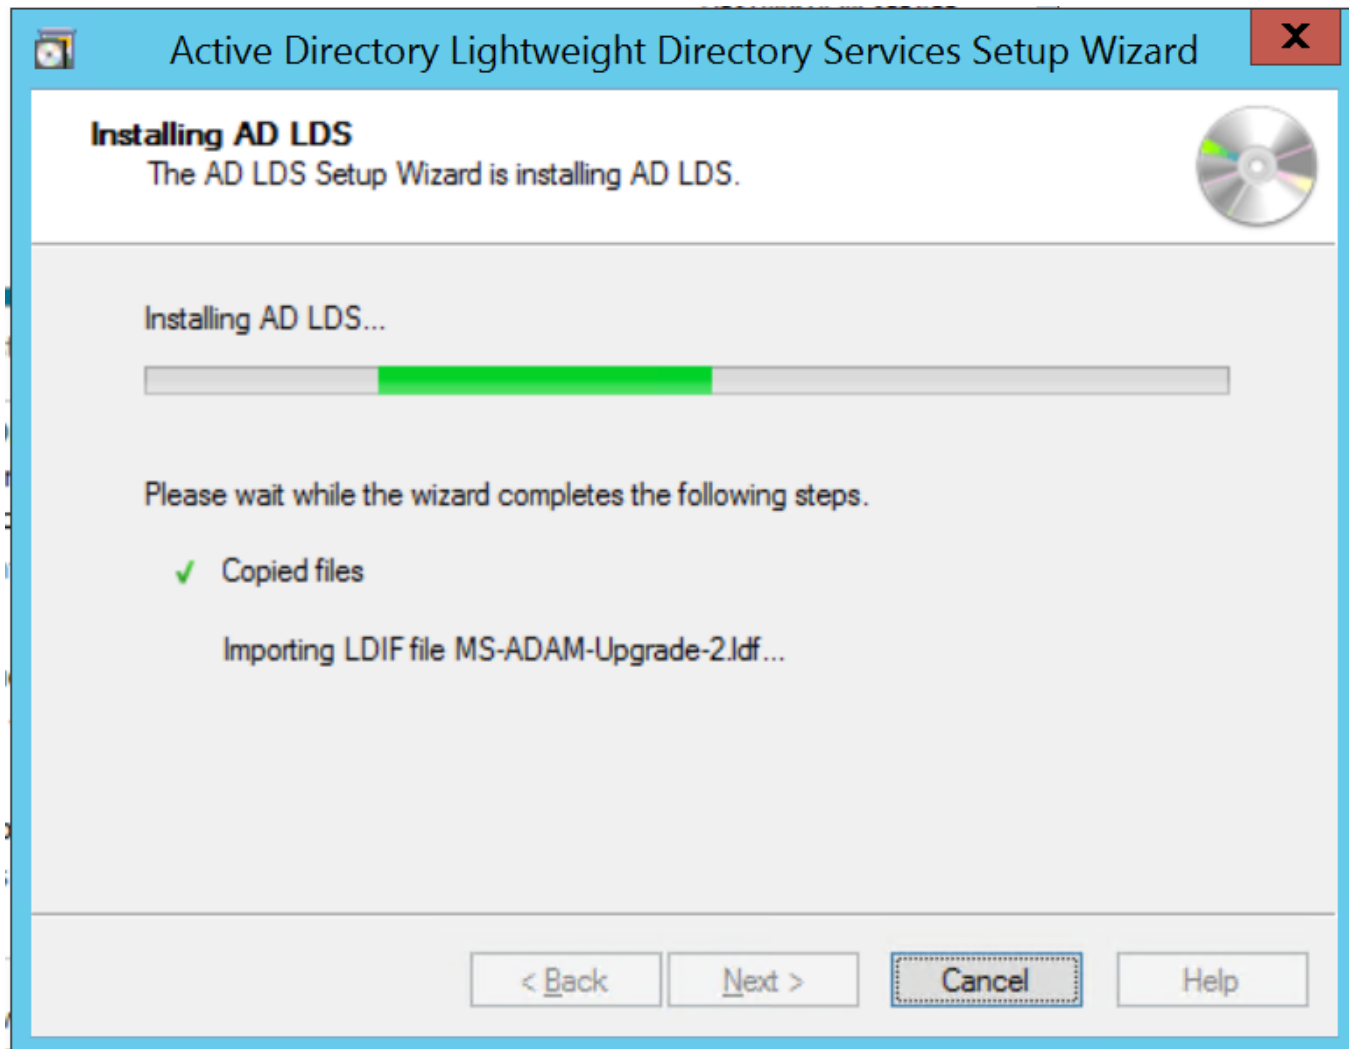 Active Directory Lightweight Directory Services Setup Wizard
Installing AD LDS
The AD LDS Setup Wizard is installing AD LDS.
Installing AD LDS...
Please wait while the wizard completes the following steps.
Copied files
Importing LDIF file MS-ADAM-Upgrade-2.ldf...
< Back Next > Cancel Help